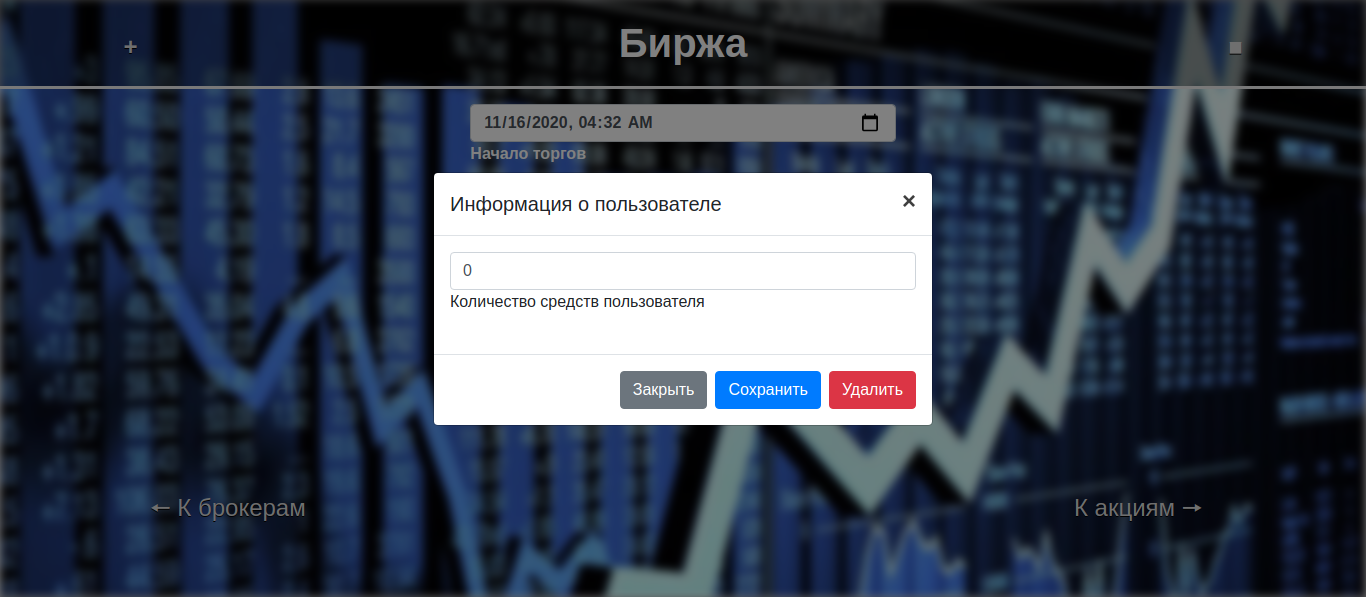 +
Биржа
11/16/2020, 04:32 AM
Начало торгов
Информация о пользователе
×
0
Количество средств пользователя
Закрыть Сохранить Удалить
← К брокерам
К акциям →